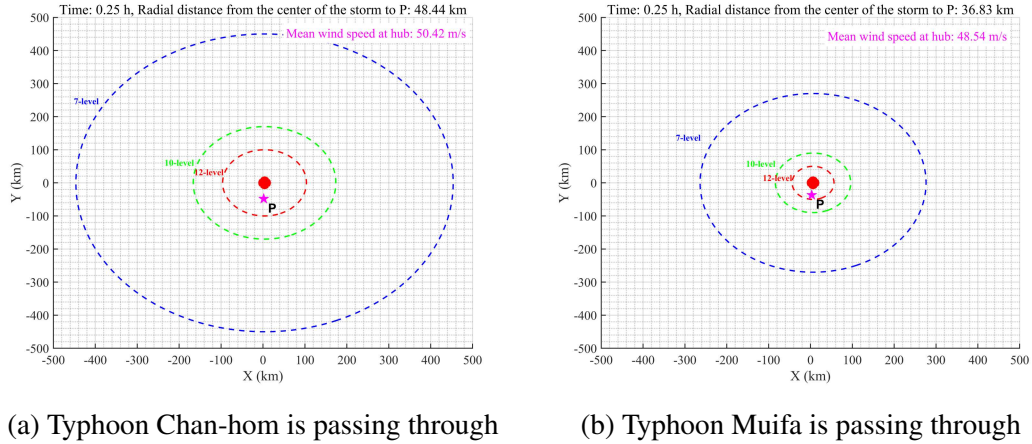 Time: 0.25 h, Radial distance from the center of the storm to P: 48.44 km
Mean wind speed at hub: 50.42 m/s
500
400
300
200
100
0
-100
-200
-300
-400
-500
Y (km)
7-level
10-level
12-level
P
-500 -400 -300 -200 -100 0 100 200 300 400 500
X (km)
(a) Typhoon Chan-hom is passing through
Time: 0.25 h, Radial distance from the center of the storm to P: 36.83 km
Mean wind speed at hub: 48.54 m/s
500
400
300
200
100
0
-100
-200
-300
-400
-500
Y (km)
7-level
10-level
12-level
P
-500 -400 -300 -200 -100 0 100 200 300 400 500
X (km)
(b) Typhoon Muifa is passing through